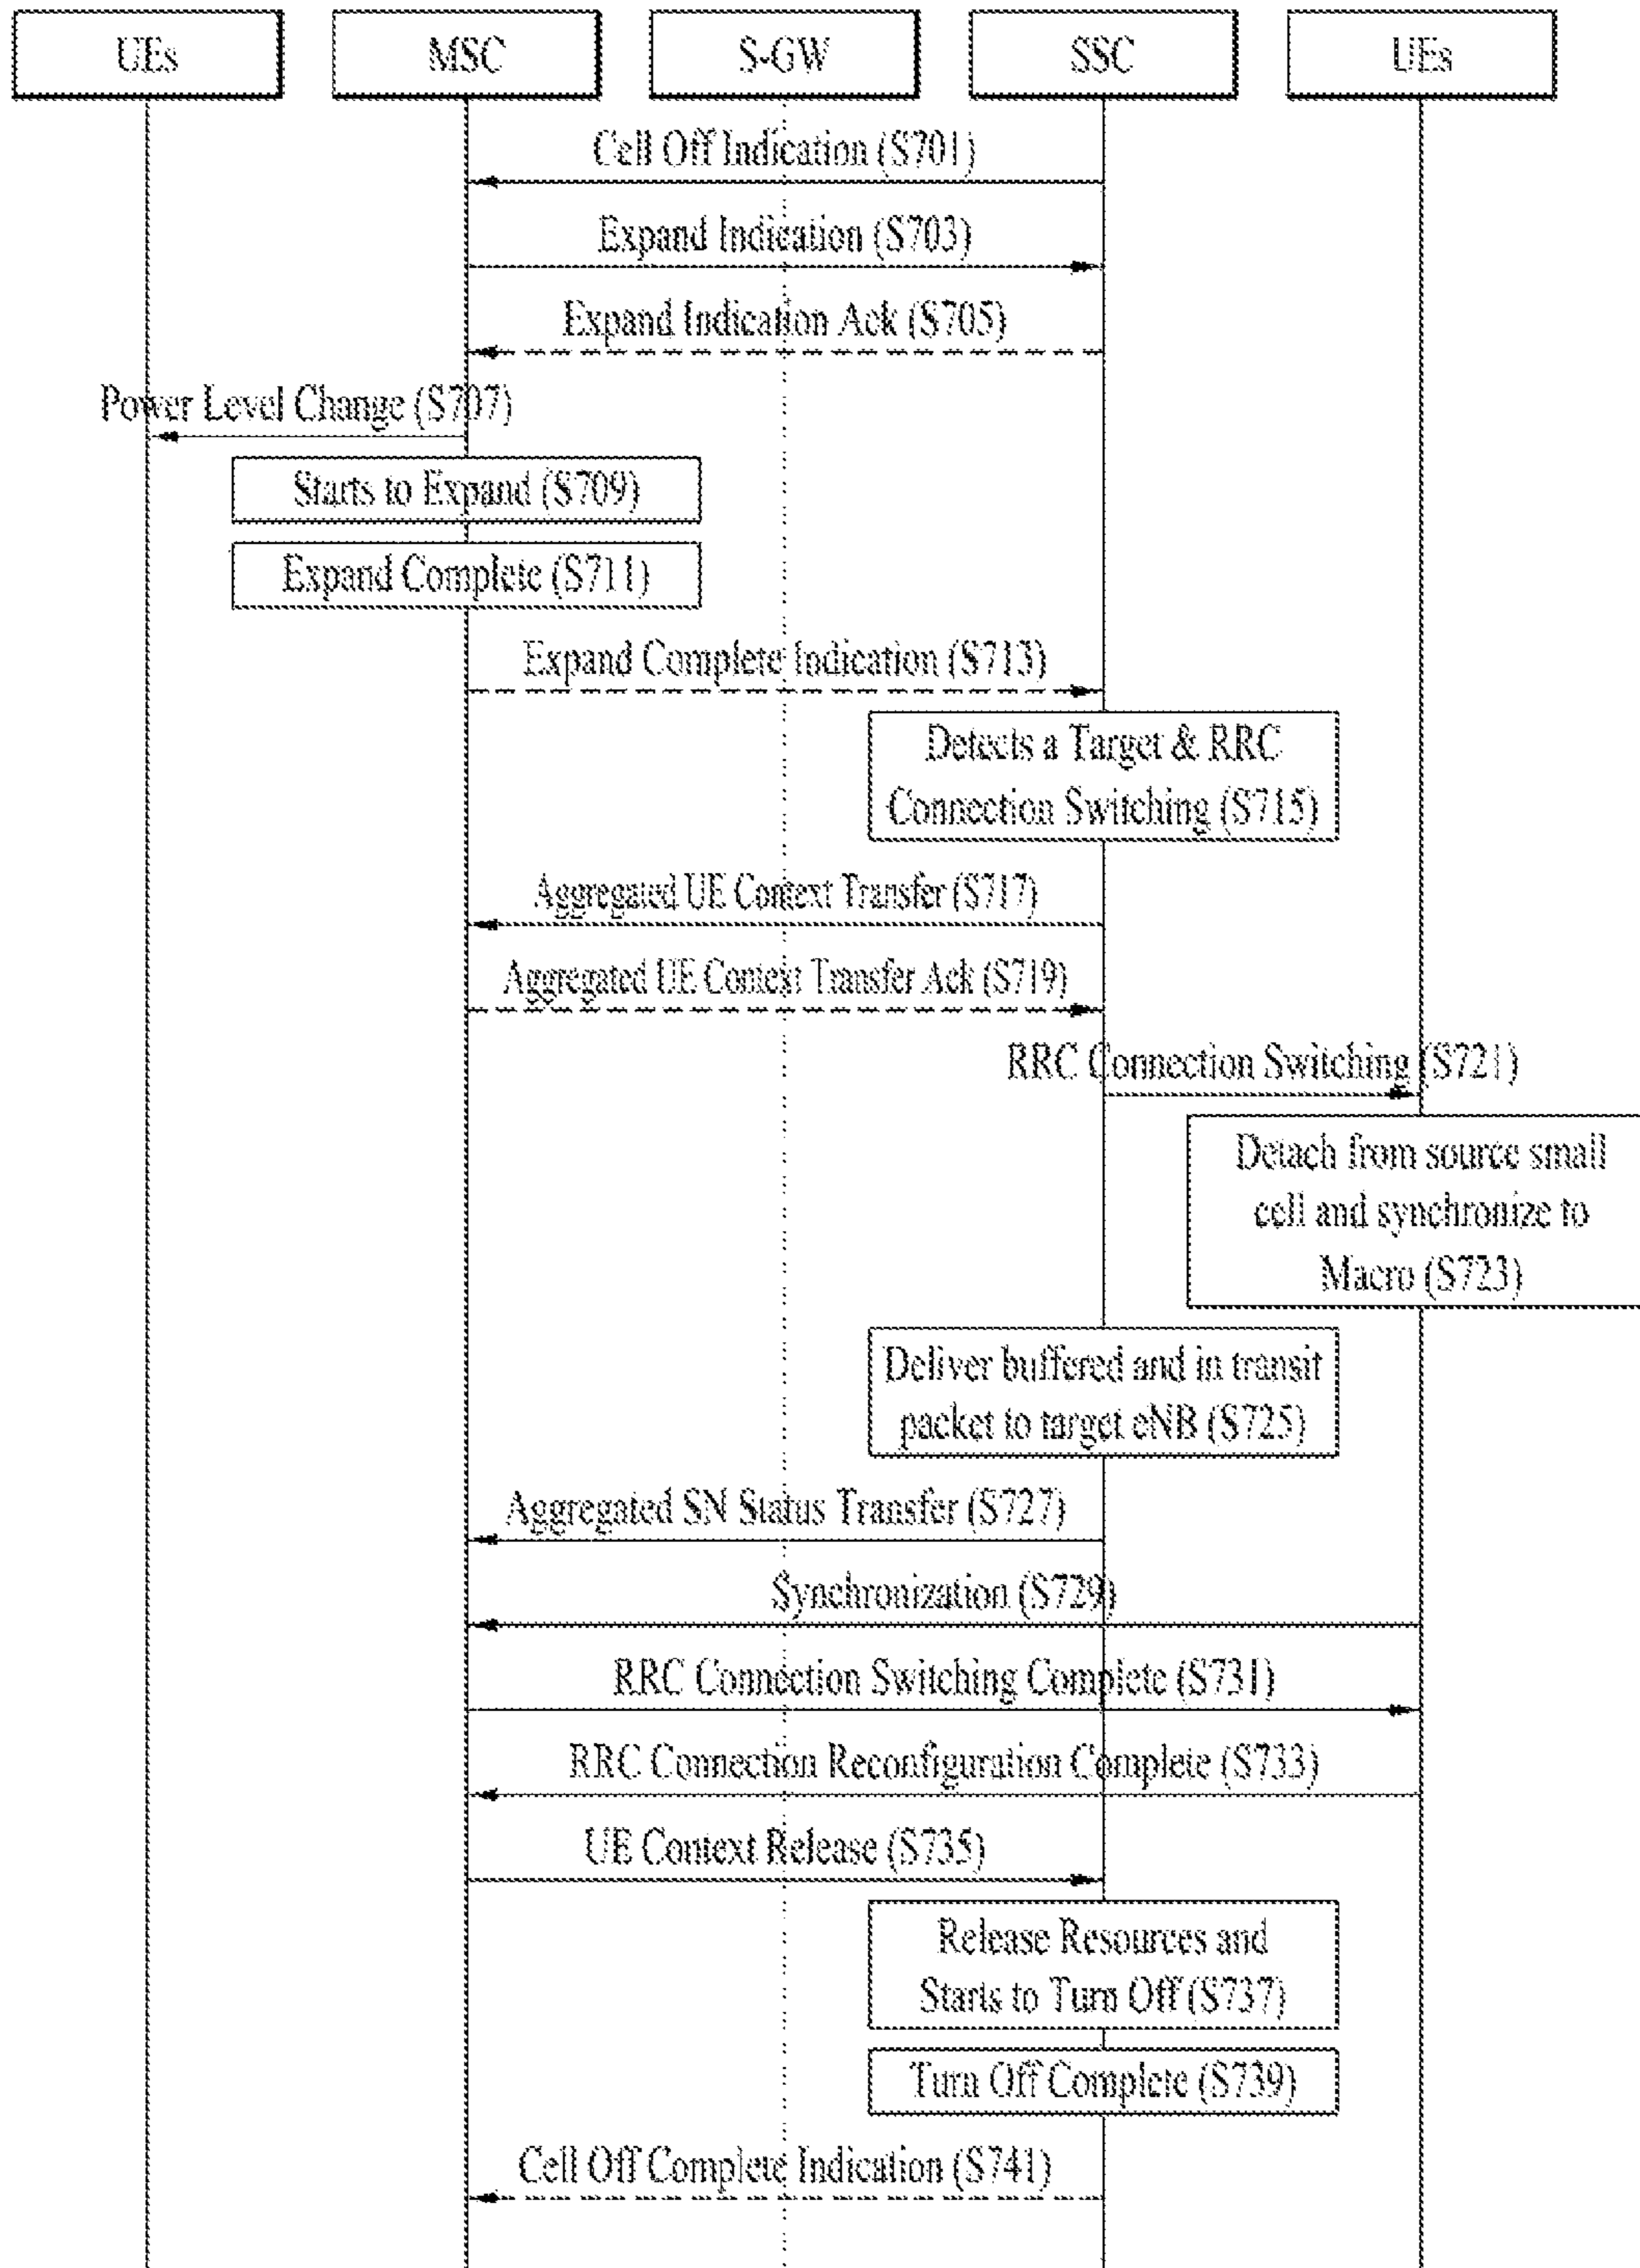 UEs
MSC
S-GW
SSC
UEs
Cell Off Indication (S701)
Expand Indication (S703)
Expand Indication Ack (S705)
Power Level Change (S707)
Starts to Expand (S709)
Expand Complete (S711)
Expand Complete Indication (S713)
Detects a Target & RRC
Connection Switching (S715)
Aggregated UE Context Transfer (S717)
Aggregated UE Context Transfer Ack (S719)
RRC Connection Switching (S721)
Detach from source small
cell and synchronize to
Macro (S723)
Deliver buffered and in transit
packet to target eNB (S725)
Aggregated SN Status Transfer (S727)
Synchronization (S729)
RRC Connection Switching Complete (S731)
RRC Connection Reconfiguration Complete (S733)
UE Context Release (S735)
Release Resources and
Starts to Turn Off (S737)
Turn Off Complete (S739)
Cell Off Complete Indication (S741)